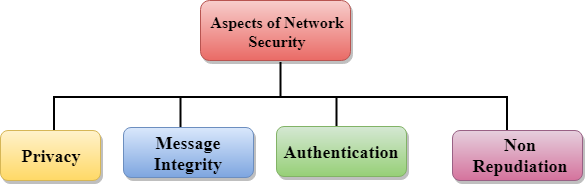 Aspects of Network
Security
Privacy
Message
Integrity
Authentication
Non
Repudiation